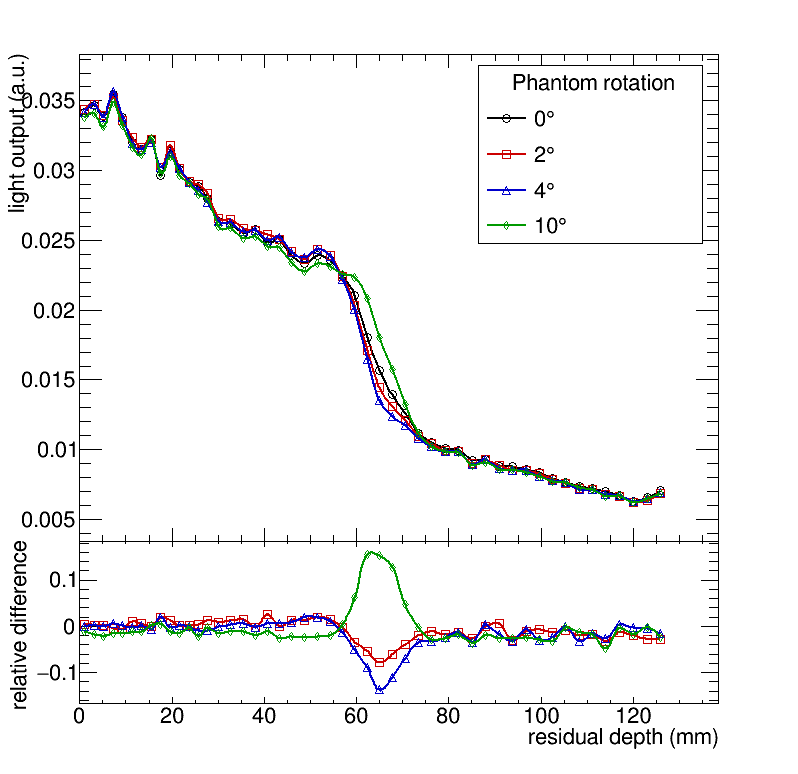 light output (a.u.)
0.035
0.03
0.025
0.02
0.015
0.01
0.005
Phantom rotation
0°
2°
4°
10°
relative difference
0.1
0
−0.1
0 20 40 60 80 100 120
residual depth (mm)